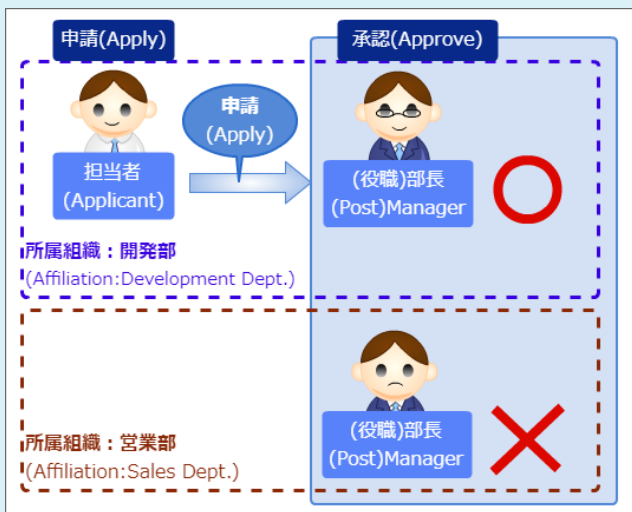 申請(Apply)
承認(Approve)
申請
(Apply)
担当者
(Applicant)
(役職)部長
(Post)Manager
所属組織：開発部
(Affiliation:Development Dept.)
(役職)部長
(Post)Manager
所属組織：営業部
(Affiliation:Sales Dept.)